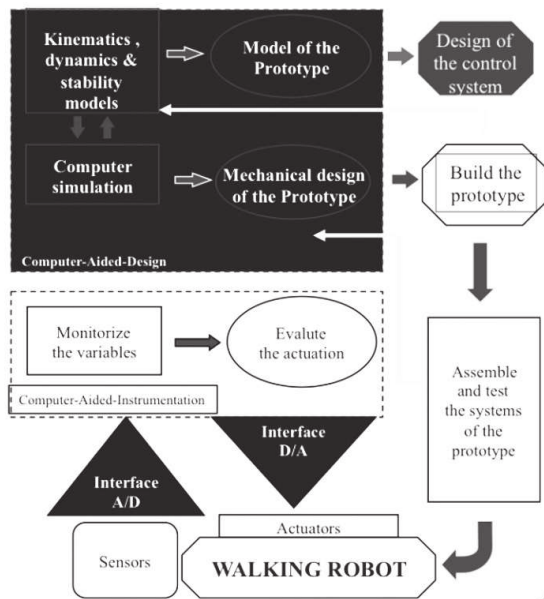 Kinematics ,
dynamics &
stability
models
Model of the
Prototype
Design of
the control
system
Computer
simulation
Mechanical design
of the Prototype
Build the
prototype
Computer-Aided-Design
Monitorize
the variables
Evalute
the actuation
Computer-Aided-Instrumentation
Assemble
and test
the systems
of the
prototype
Interface
D/A
Interface
A/D
Actuators
Sensors
WALKING ROBOT